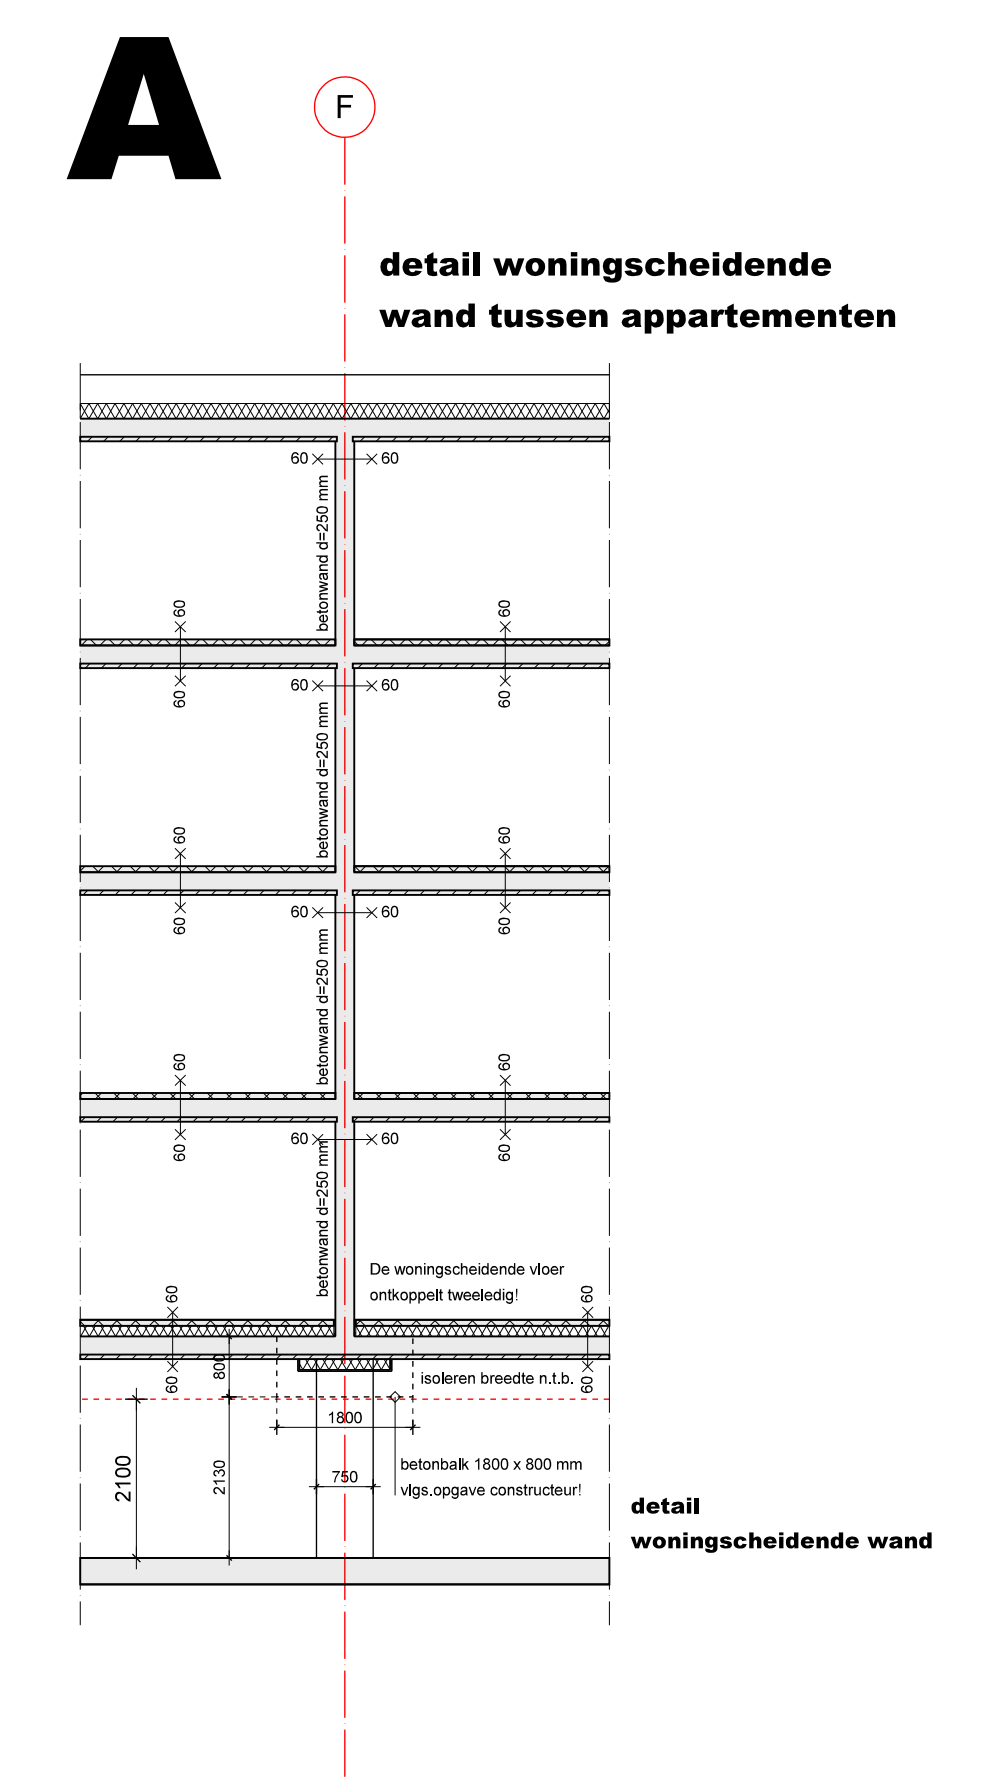 A
F
detail woningscheidende
wand tussen appartementen
60
60
betonwand d=250 mm
60
60
60
60
60
60
betonwand d=250 mm
60
60
60
60
60
60
betonwand d=250 mm
60
60
60
60
60
60
betonwand d=250 mm
De woningscheidende vloer
ontkoppelt tweeledig!
60
60
800
60
60
isoleren breedte n.t.b.
1800
2100
2130
750
betonbalk 1800 x 800 mm
vlgs.opgave constructeur!
detail
woningscheidende wand